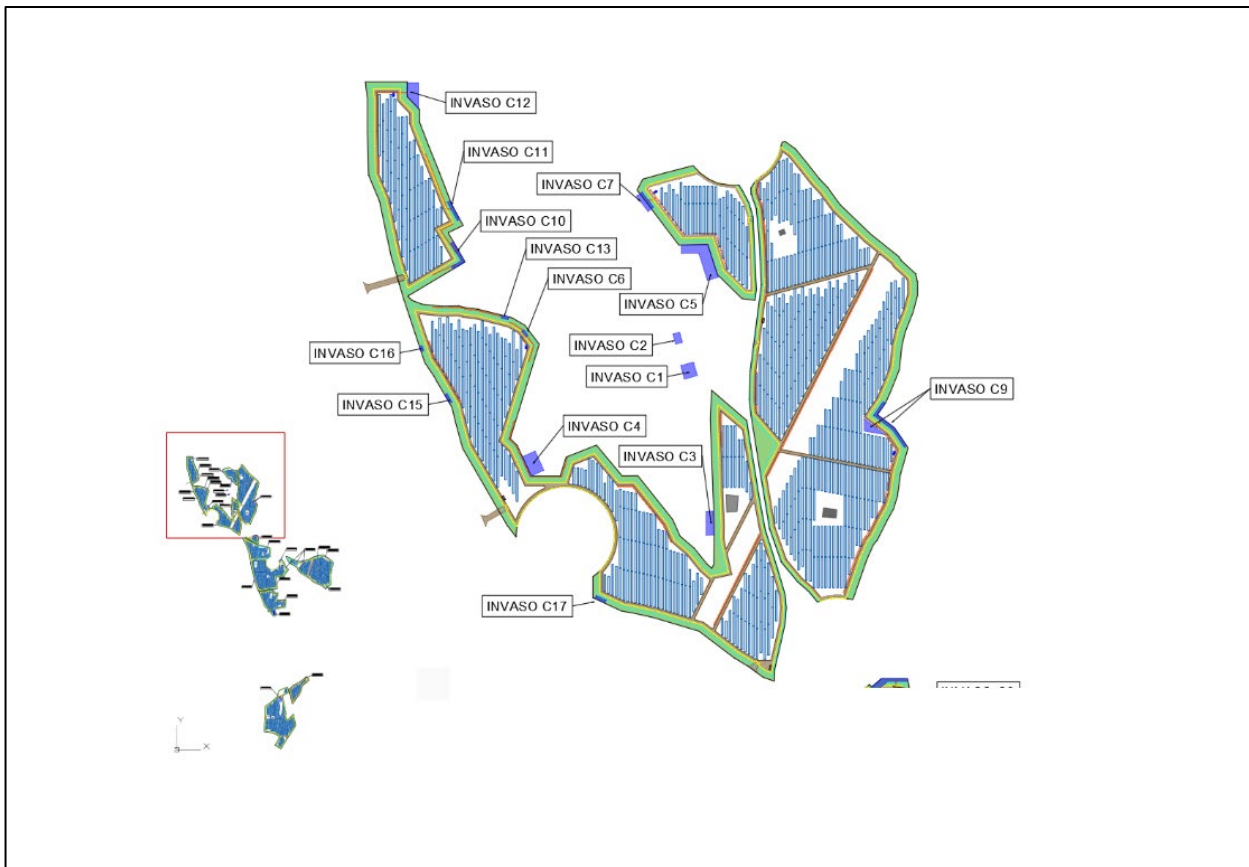 INVASO C12
INVASO C11
INVASO C7
INVASO C10
INVASO C13
INVASO C6
INVASO C5
INVASO C2
INVASO C16
INVASO C1
INVASO C9
INVASO C15
INVASO C4
INVASO C3
INVASO C17
Y
X